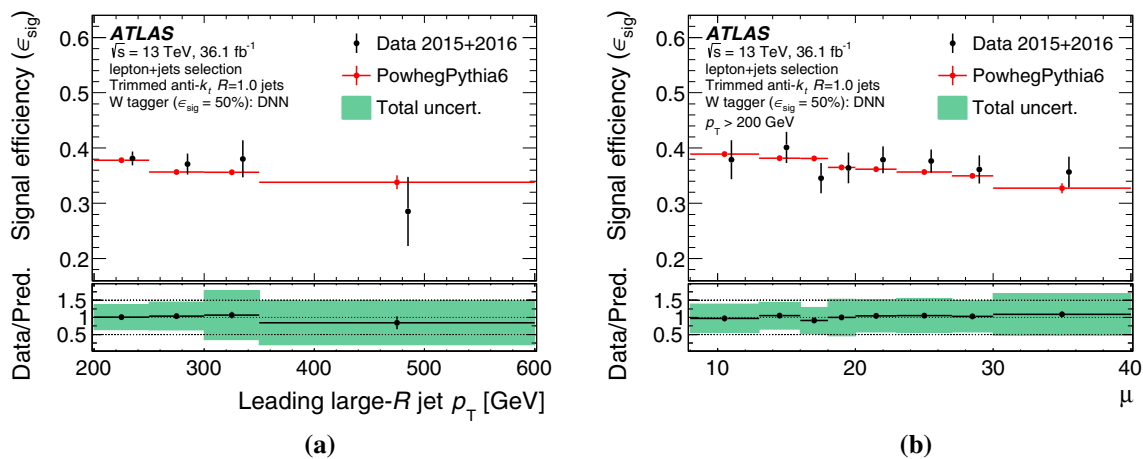 ATLAS
√s = 13 TeV, 36.1 fb⁻¹
lepton+jets selection
Trimmed anti-kₜ R=1.0 jets
W tagger (ϵsig = 50%): DNN
Data 2015+2016
PowhegPythia6
Total uncert.
Signal efficiency (ϵsig)
0.6
0.5
0.4
0.3
0.2
Data/Pred.
1.5
1
0.5
200 300 400 500 600
Leading large-R jet pT [GeV]
(a)
ATLAS
√s = 13 TeV, 36.1 fb⁻¹
lepton+jets selection
Trimmed anti-kₜ R=1.0 jets
W tagger (ϵsig = 50%): DNN
pT > 200 GeV
Data 2015+2016
PowhegPythia6
Total uncert.
Signal efficiency (ϵsig)
0.6
0.5
0.4
0.3
0.2
Data/Pred.
1.5
1
0.5
10 20 30 40
μ
(b)